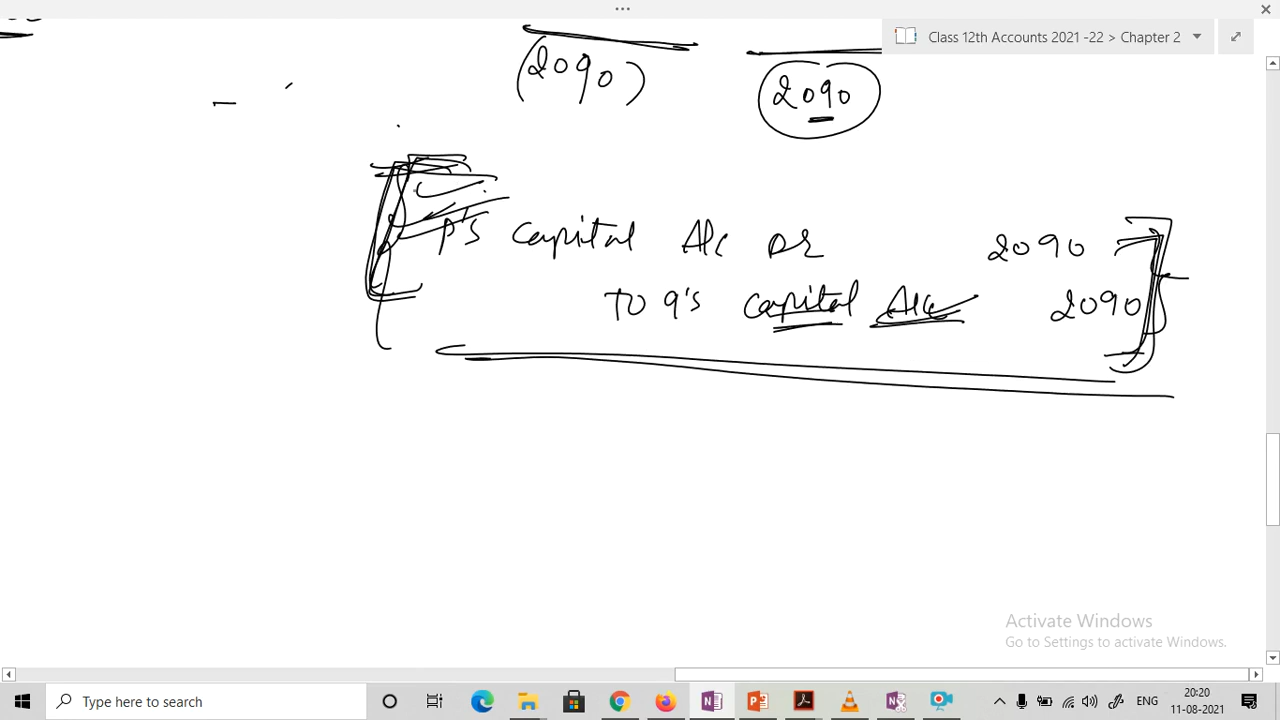 Class 12th Accounts 2021 -22 > Chapter 2
(2090)
2090
P's capital A/c Dr 2090
To q's capital A/c 2090
Activate Windows
Go to Settings to activate Windows.
Type here to search
ENG
20:20
11-08-2021